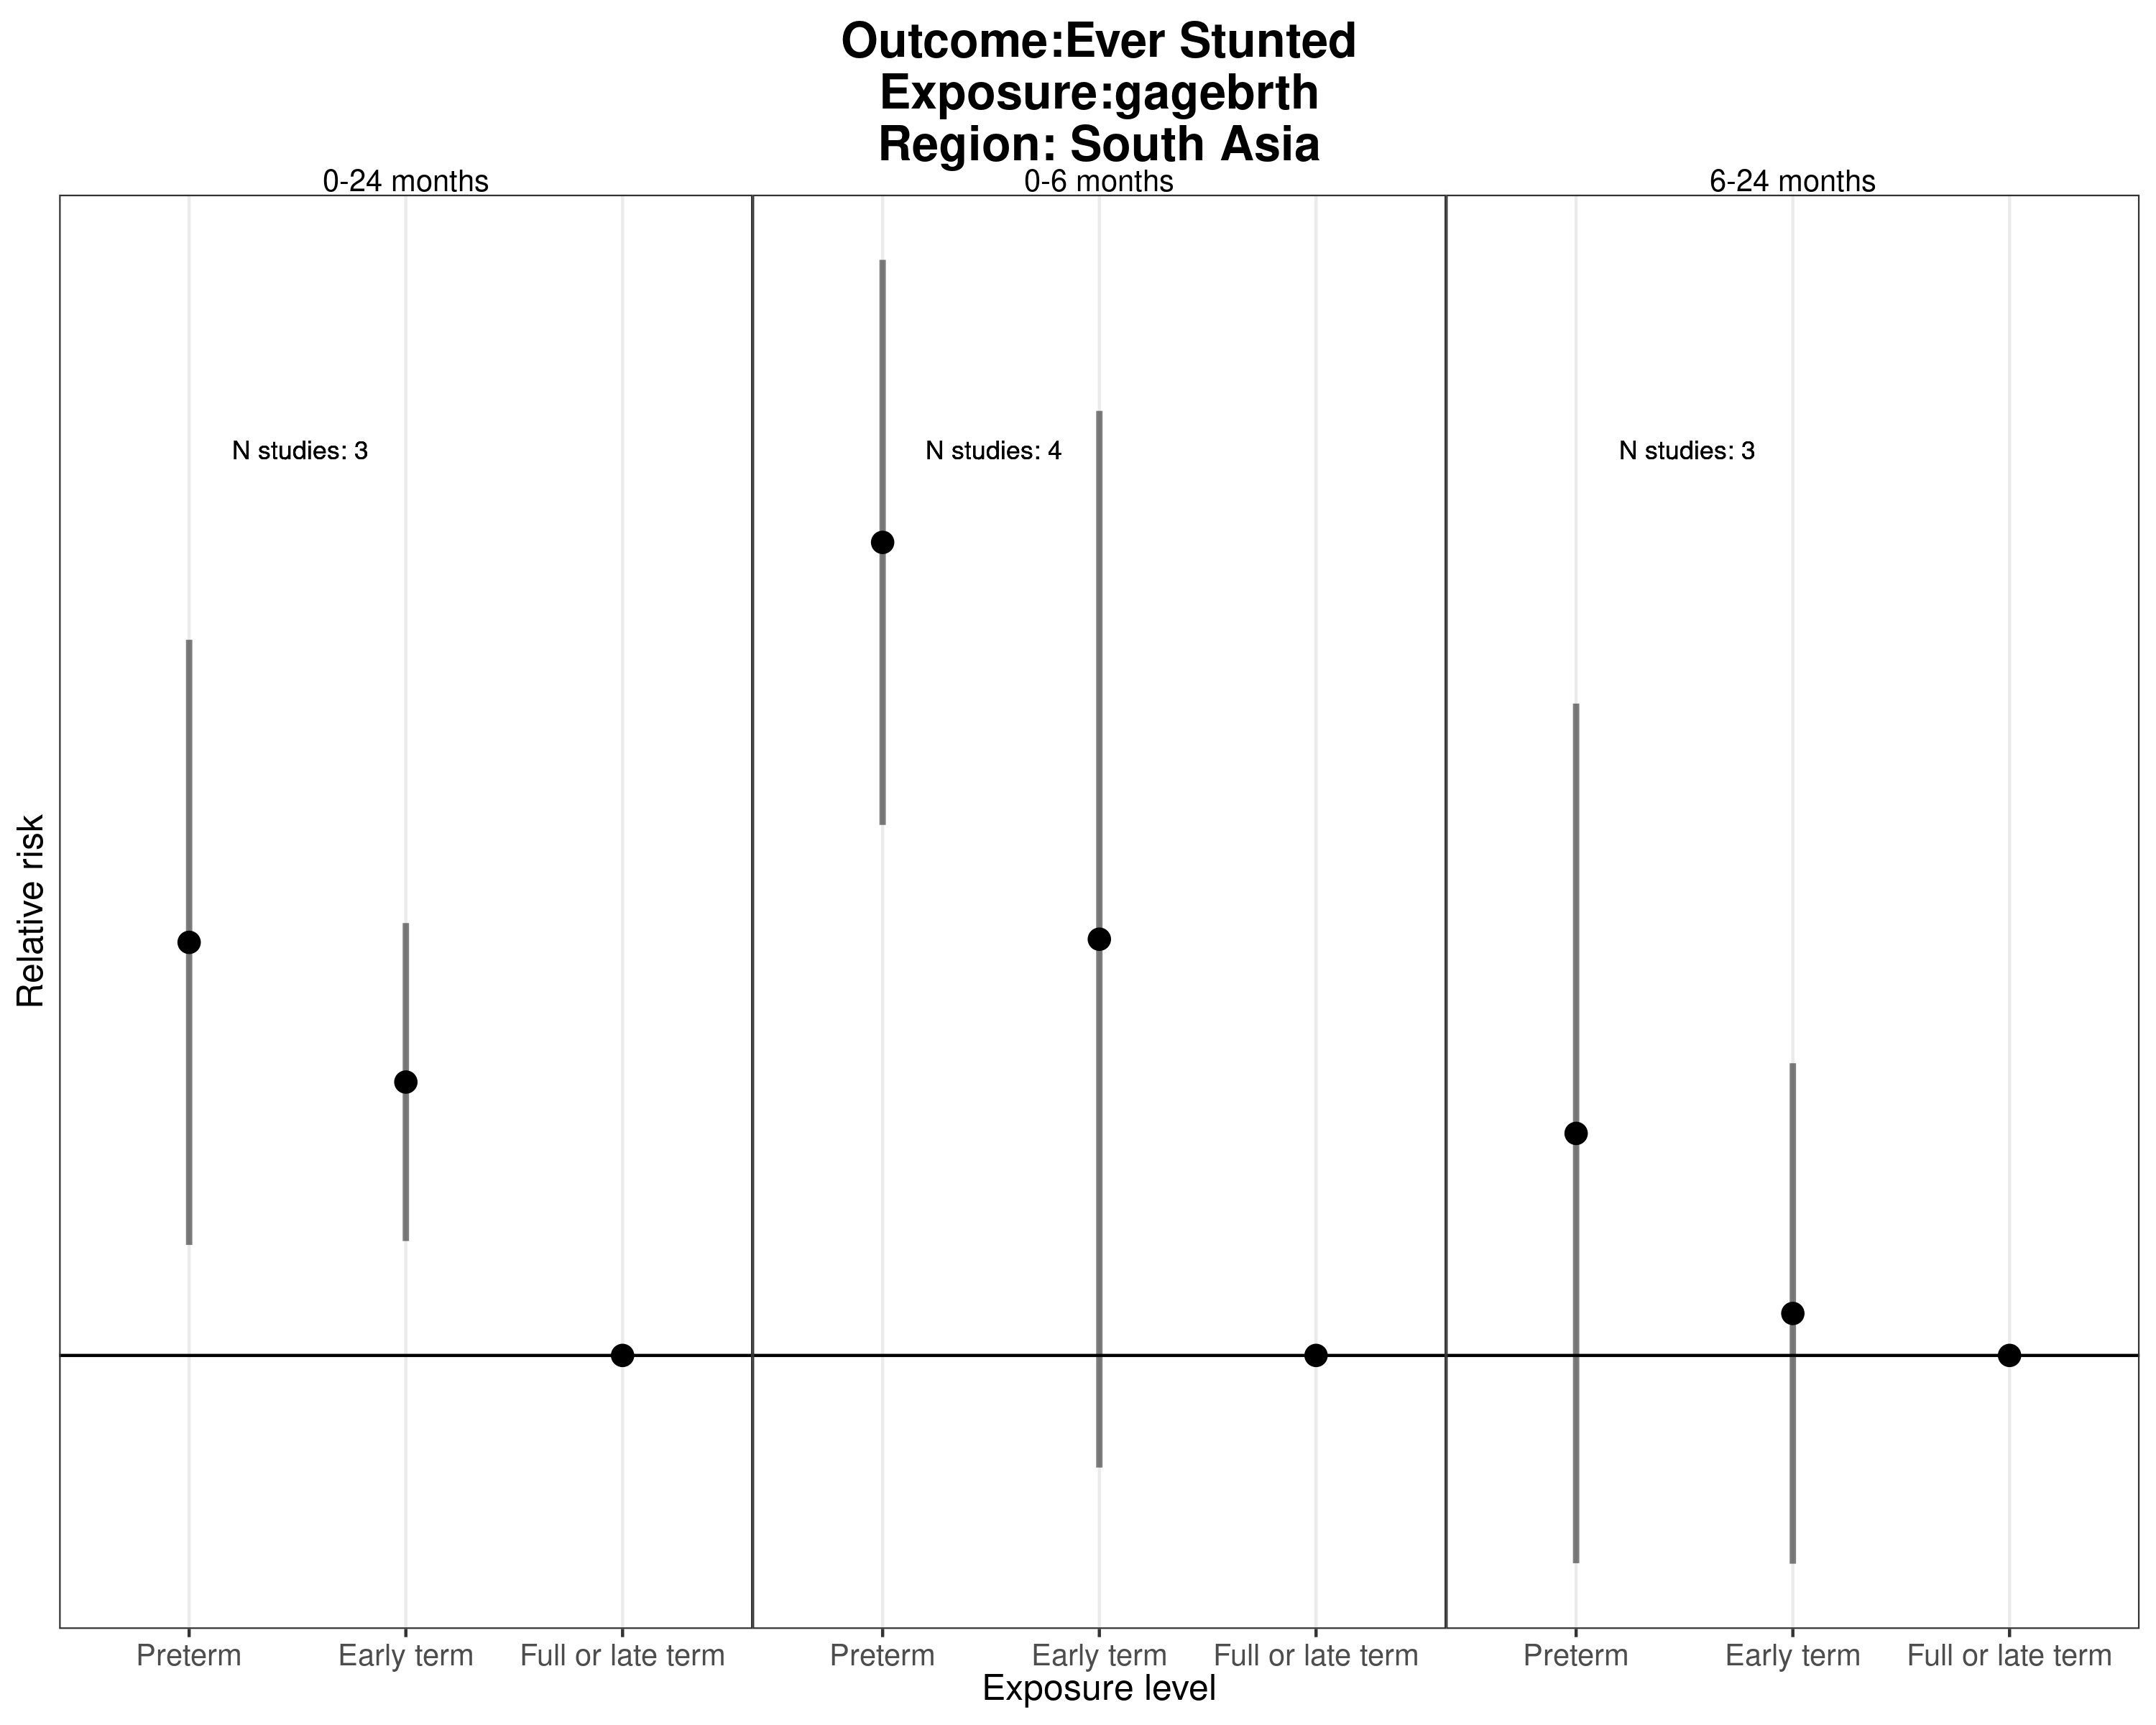 Outcome:Ever Stunted
Exposure:gagebrth
Region: South Asia
0-24 months
0-6 months
6-24 months
N studies: 3
N studies: 4
N studies: 3
Relative risk
Preterm
Early term
Full or late term
Preterm
Early term
Full or late term
Preterm
Early term
Full or late term
Exposure level